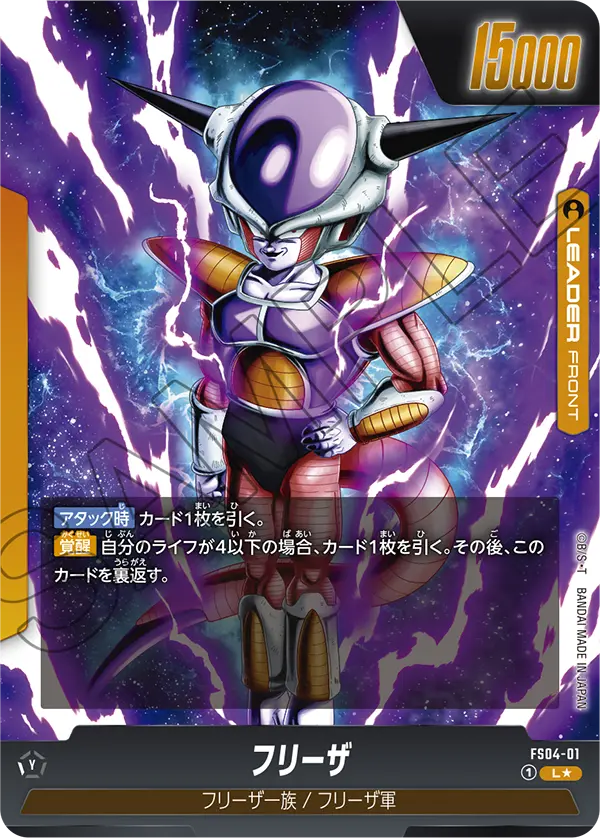 15000
LEADER FRONT
SAMPLE
アタック時 カード1枚を引く。
覚醒 自分のライフが4以下の場合、カード1枚を引く。その後、この
カードを裏返す。
©B/S・T BANDAI MADE IN JAPAN
フリーザ
FS04-01
Y
1 L★
フリーザー族 / フリーザ軍